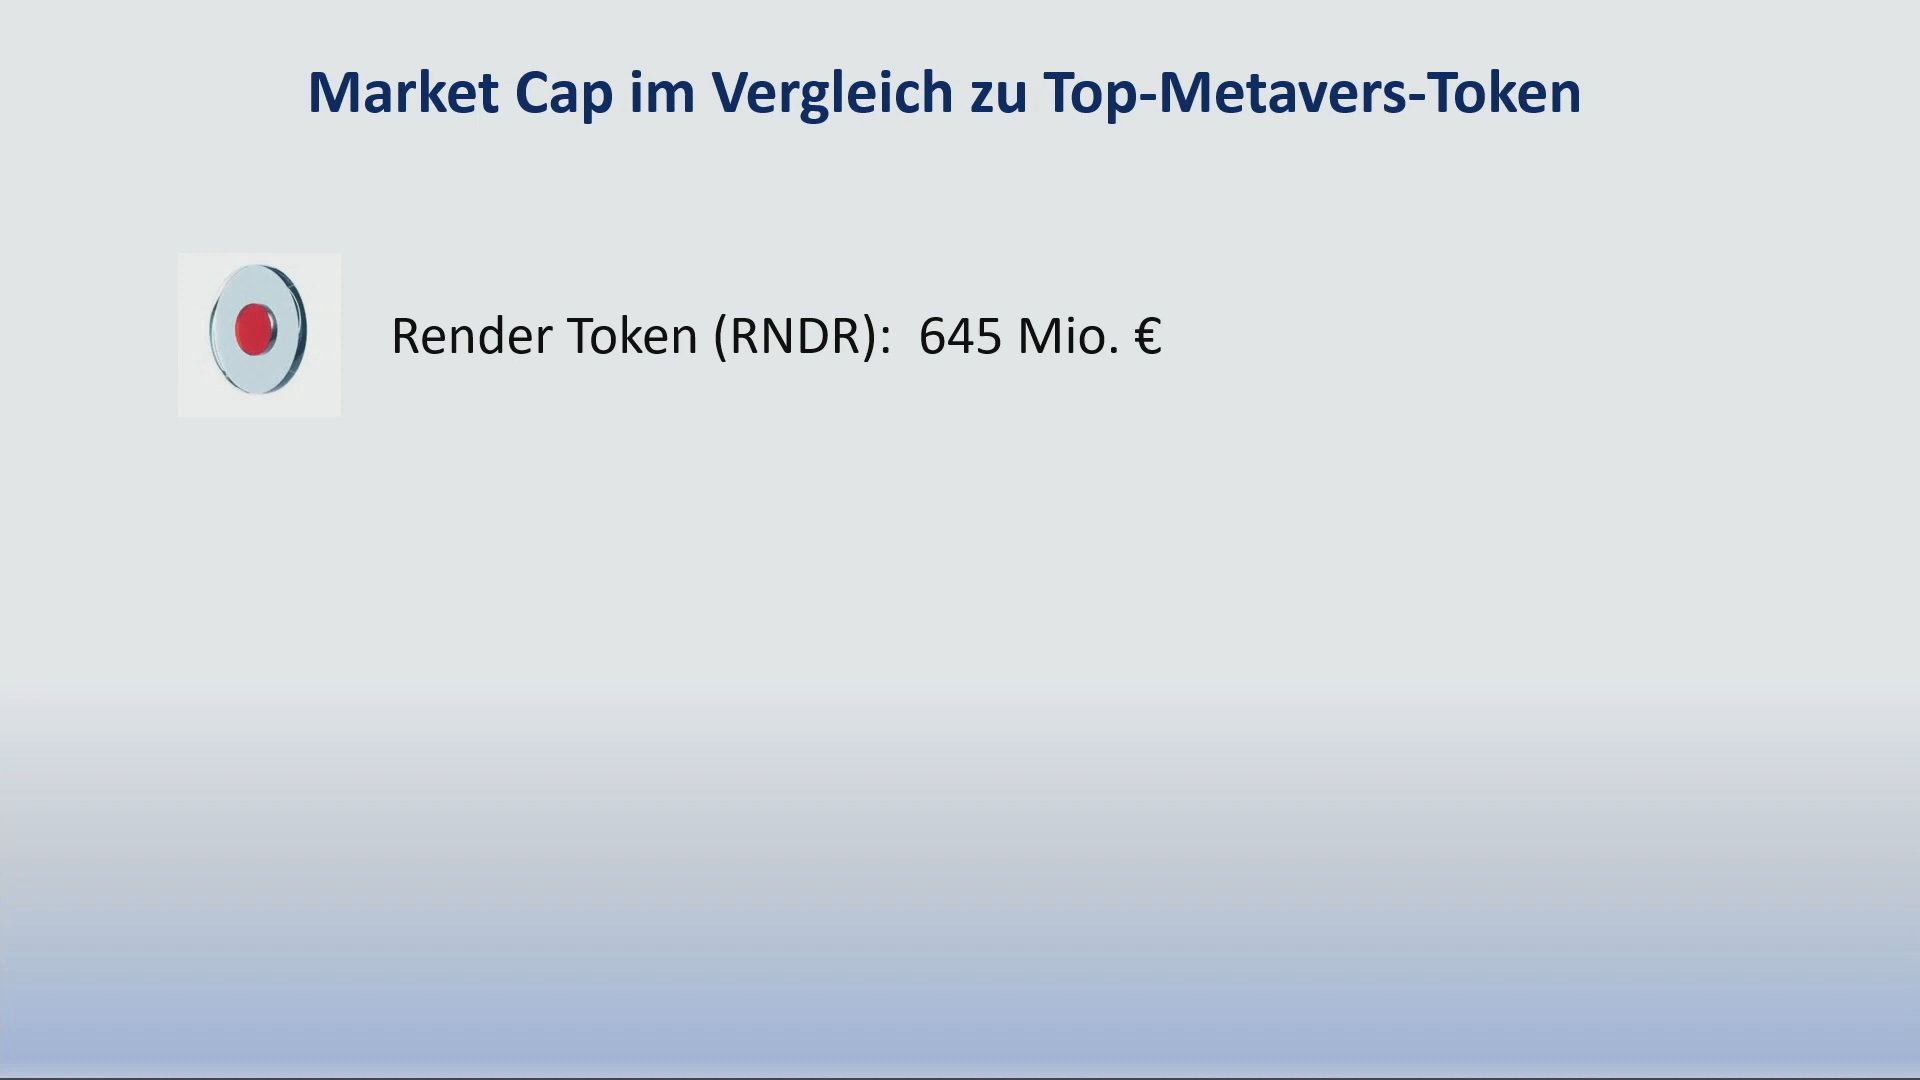 Market Cap im Vergleich zu Top-Metavers-Token
Render Token (RNDR): 645 Mio. €